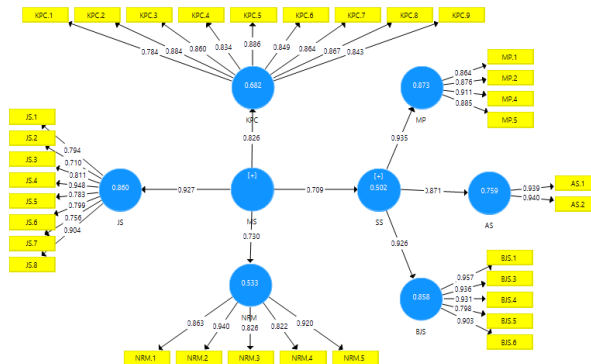 KPC.1 KPC.2 KPC.3 KPC.4 KPC.5 KPC.6 KPC.7 KPC.8 KPC.9
0.784 0.884 0.860 0.834 0.886 0.849 0.864 0.867 0.843
0.682
KPC
0.826
MP.1
MP.2
MP.4
MP.5
0.864
0.876
0.911
0.885
0.873
MP
0.935
JS.1
JS.2
JS.3
JS.4
JS.5
JS.6
JS.7
JS.8
0.794
0.710
0.811
0.948
0.783
0.799
0.756
0.904
0.860
JS
0.927
[+]
MS
0.709
[+]
0.502
SS
0.871
0.759
AS
0.939
0.940
AS.1
AS.2
0.730
0.926
0.533
NRM
0.858
BJS
0.957
0.936
0.931
0.798
0.903
BJS.1
BJS.3
BJS.4
BJS.5
BJS.6
0.863 0.940 0.826 0.822 0.920
NRM.1 NRM.2 NRM.3 NRM.4 NRM.5